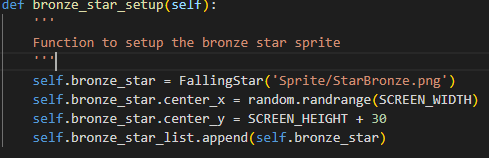 def bronze_star_setup(self):
'''
Function to setup the bronze star sprite
'''
self.bronze_star = FallingStar('Sprite/StarBronze.png')
self.bronze_star.center_x = random.randrange(SCREEN_WIDTH)
self.bronze_star.center_y = SCREEN_HEIGHT + 30
self.bronze_star_list.append(self.bronze_star)